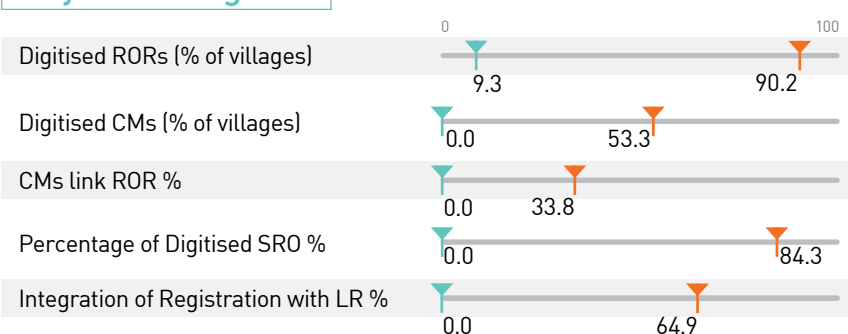 0 100
Digitised RORs (% of villages)
9.3 90.2
Digitised CMs (% of villages)
0.0 53.3
CMs link ROR %
0.0 33.8
Percentage of Digitised SRO %
0.0 84.3
Integration of Registration with LR %
0.0 64.9